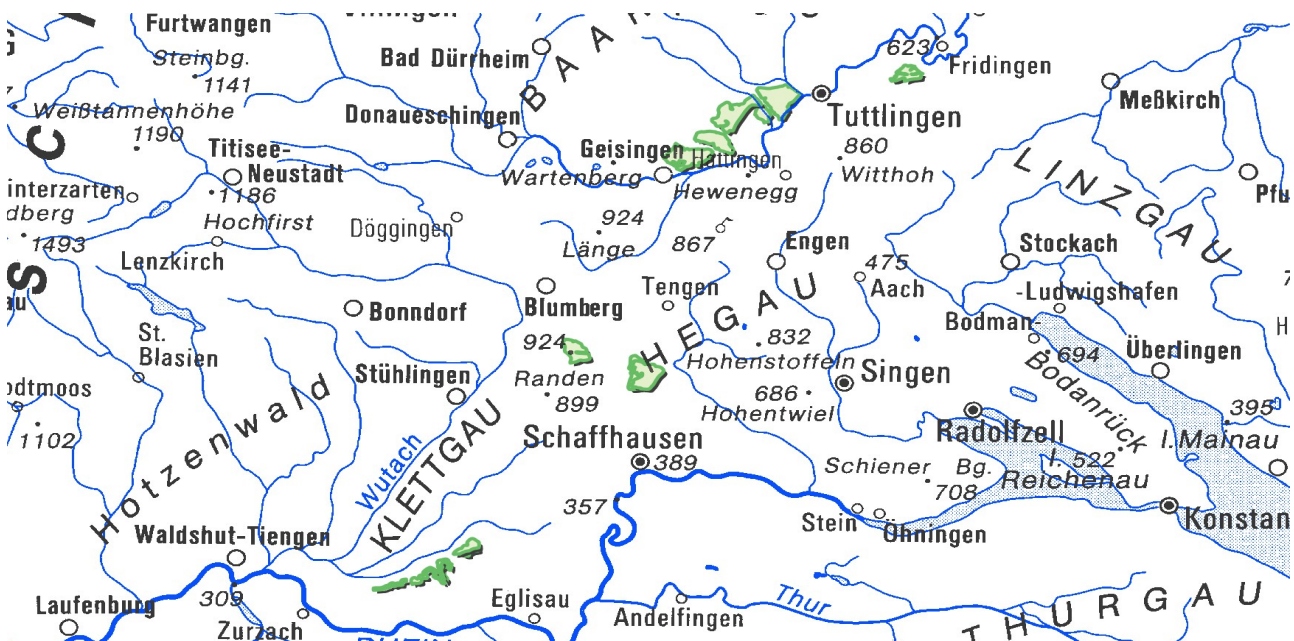 Furtwangen
BAAR
Steinbg.
1141
Bad Dürrheim
623
Fridingen
Weißtannenhöhe
1190
Donaueschingen
Tuttlingen
Meßkirch
Titisee-
Neustadt
1186
Hochfirst
Geisingen
Hattingen
Wartenberg
Hewenegg
860
Witthoh
LINZGAU
interzarten
dberg
1493
Lenzkirch
Döggingen
924
Länge
867
Engen
Stockach
Pfu
S C
au
St.
Blasien
Bonndorf
Blumberg
Tengen
475
Aach
-Ludwigshafen
Bodman-
694
Überlingen
HEGAU
832
Hohenstoffeln
924
Randen
899
686
Hohentwiel
Singen
Bodanrück
395
I.Mainau
odtmoos
1102
Hotzenwald
Stühlingen
Wutach
KLETTGAU
Schaffhausen
389
357
Radolfzell
I.
Reichenau
522
Schiener Bg.
708
Stein
Öhningen
Konstan
Waldshut-Tiengen
309
Laufenburg
Zurzach
Eglisau
Andelfingen
Thur
THURGAU
RHEIN
H